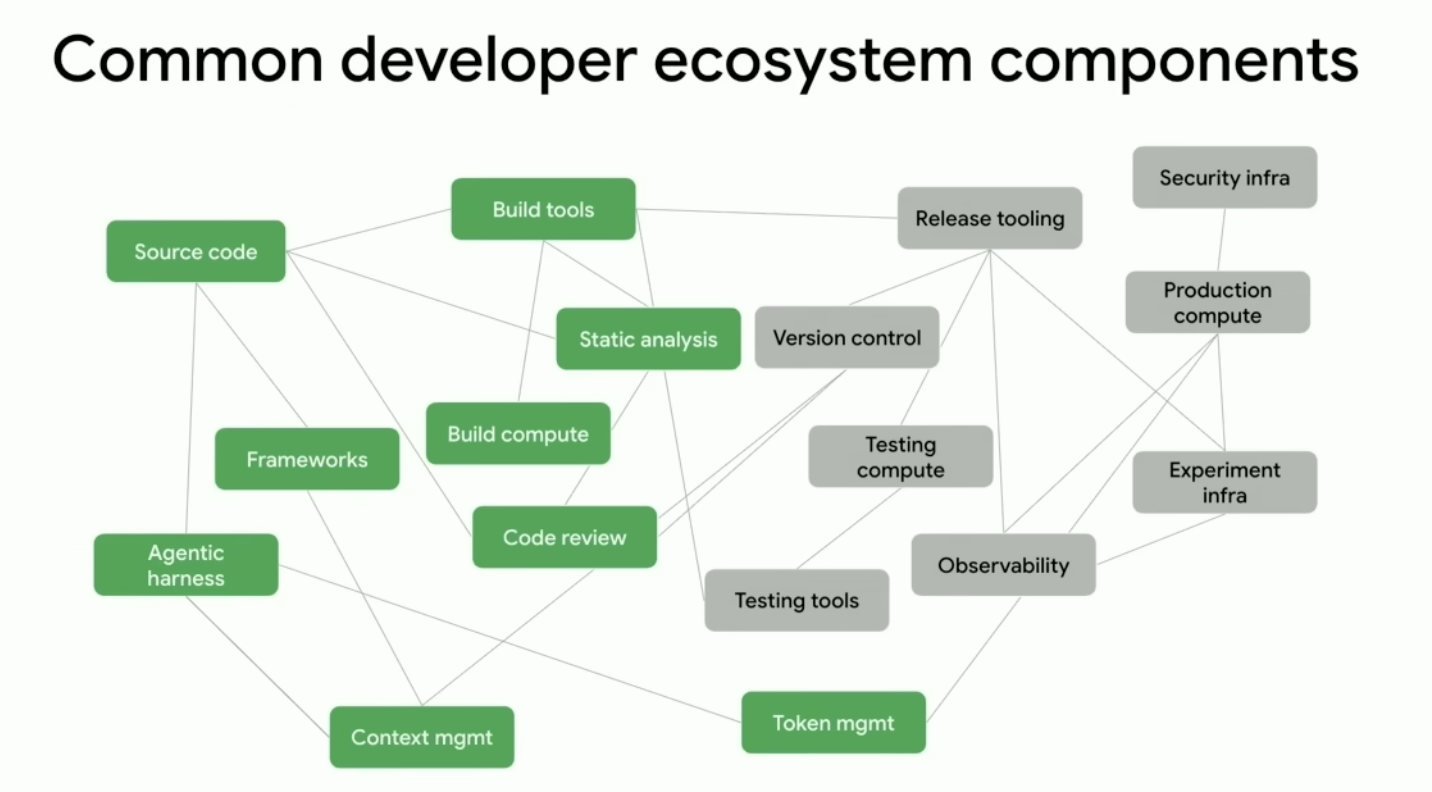 Common developer ecosystem components
Security infra
Build tools
Release tooling
Source code
Production
compute
Static analysis
Version control
Build compute
Testing
compute
Frameworks
Experiment
infra
Code review
Agentic
harness
Observability
Testing tools
Token mgmt
Context mgmt